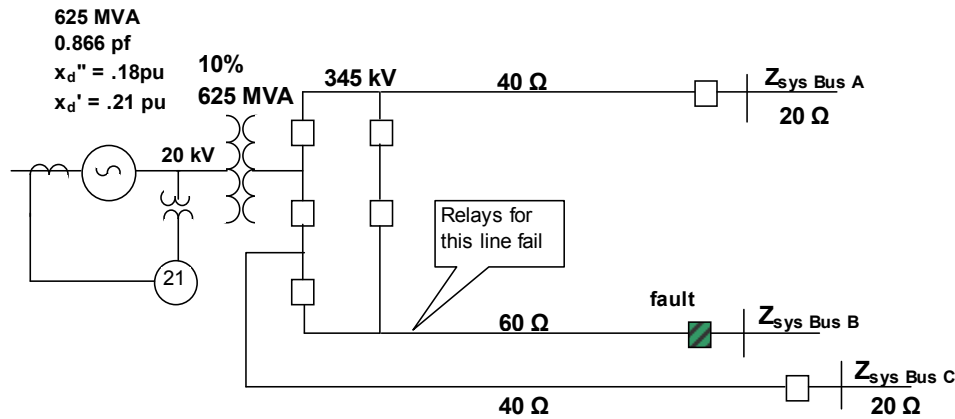 625 MVA
0.866 pf
xd" = .18pu
xd' = .21 pu
10%
625 MVA
345 kV
40 Ω
Zsys Bus A
20 Ω
20 kV
21
Relays for
this line fail
fault
60 Ω
Zsys Bus B
40 Ω
Zsys Bus C
20 Ω